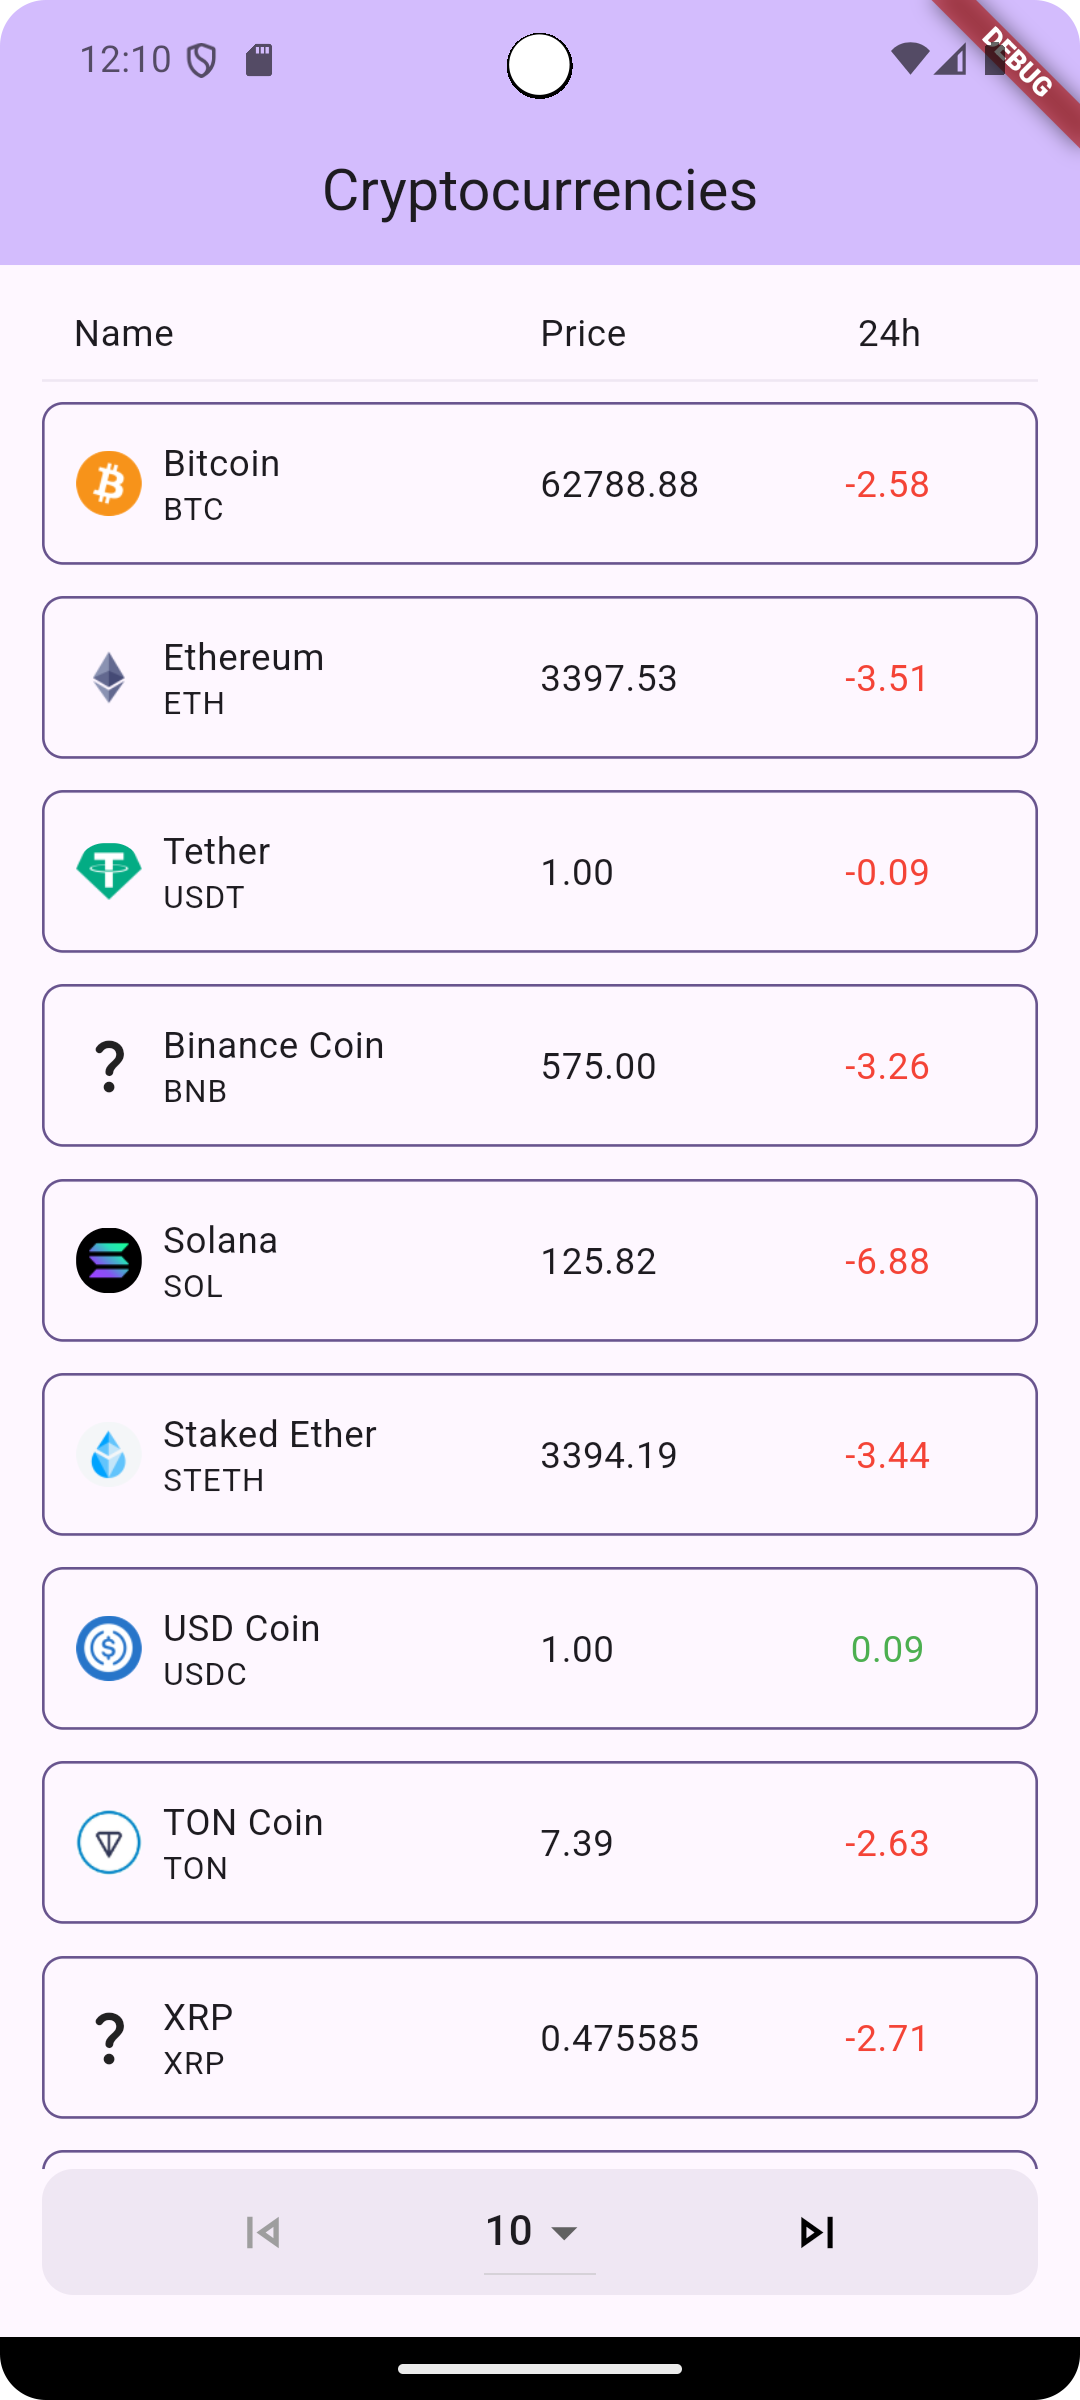 12:10
DEBUG
Cryptocurrencies
Name Price 24h
Bitcoin
BTC
62788.88 -2.58
Ethereum
ETH
3397.53 -3.51
Tether
USDT
1.00 -0.09
?
Binance Coin
BNB
575.00 -3.26
Solana
SOL
125.82 -6.88
Staked Ether
STETH
3394.19 -3.44
USD Coin
USDC
1.00 0.09
TON Coin
TON
7.39 -2.63
?
XRP
XRP
0.475585 -2.71
10